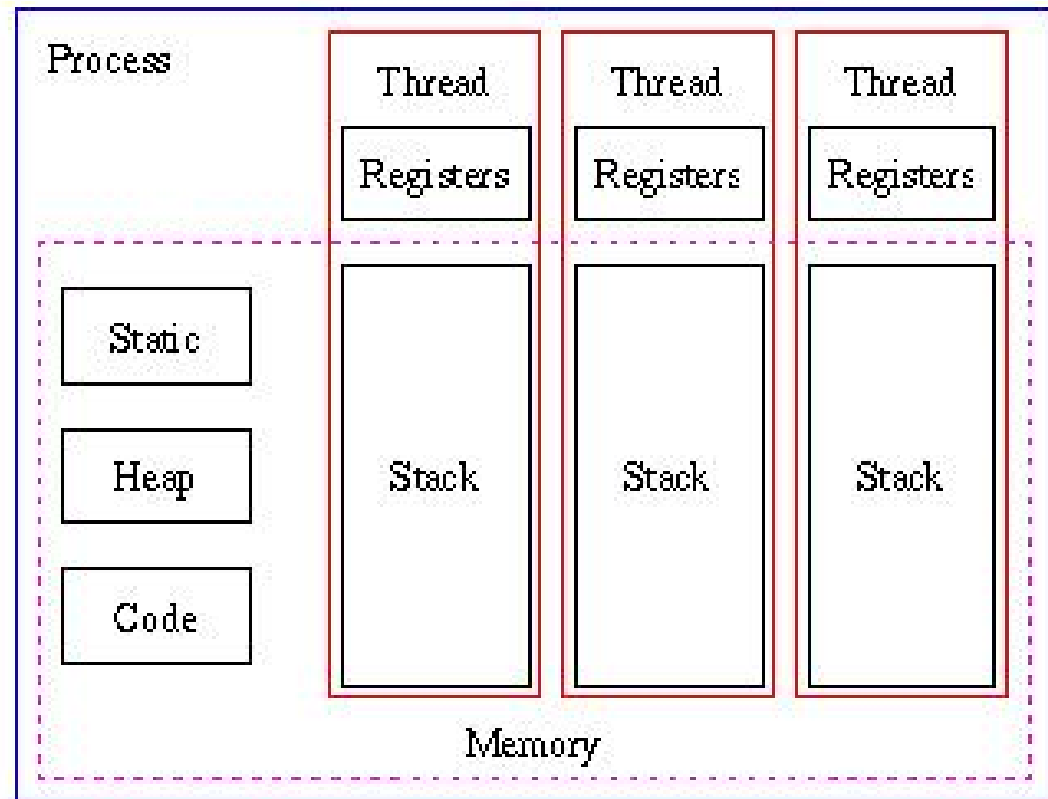 Process
Thread Thread Thread
Registers Registers Registers
Static
Heap Stack Stack Stack
Code
Memory